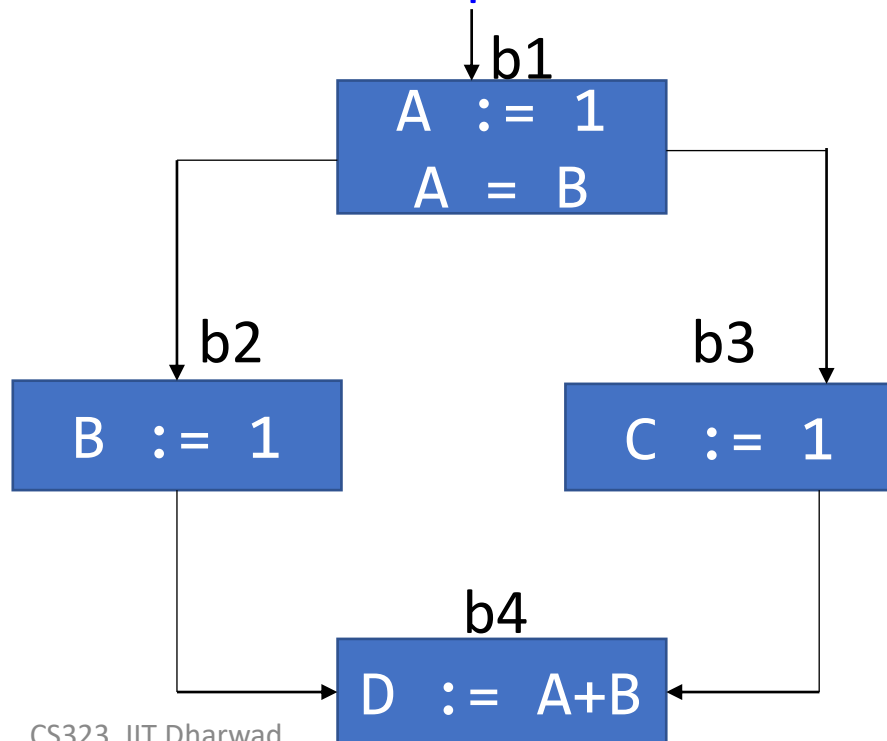 b1
A := 1
A = B
b2
b3
B := 1
C := 1
b4
D := A+B
CS323, IIT Dharwad